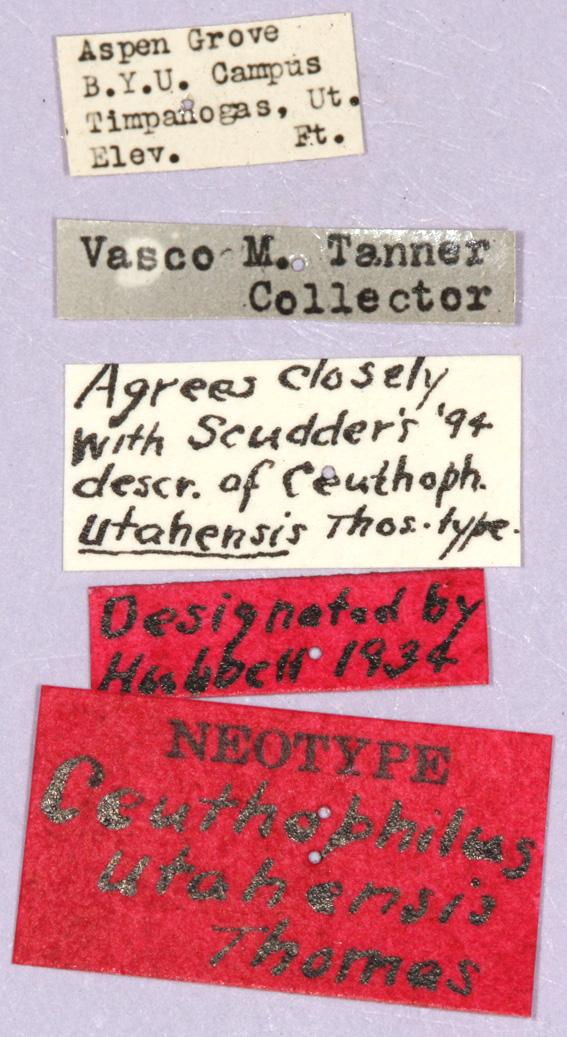 Aspen Grove
B.Y.U. Campus
Timpanogas, Ut.
Elev. Ft.
Vasco M. Tanner
Collector
Agrees closely
with Scudder's '94
descr. of Ceuthoph.
utahensis Thos. type.
Designated by
Hubbell 1934
NEOTYPE
Ceuthophilus
utahensis
Thomas